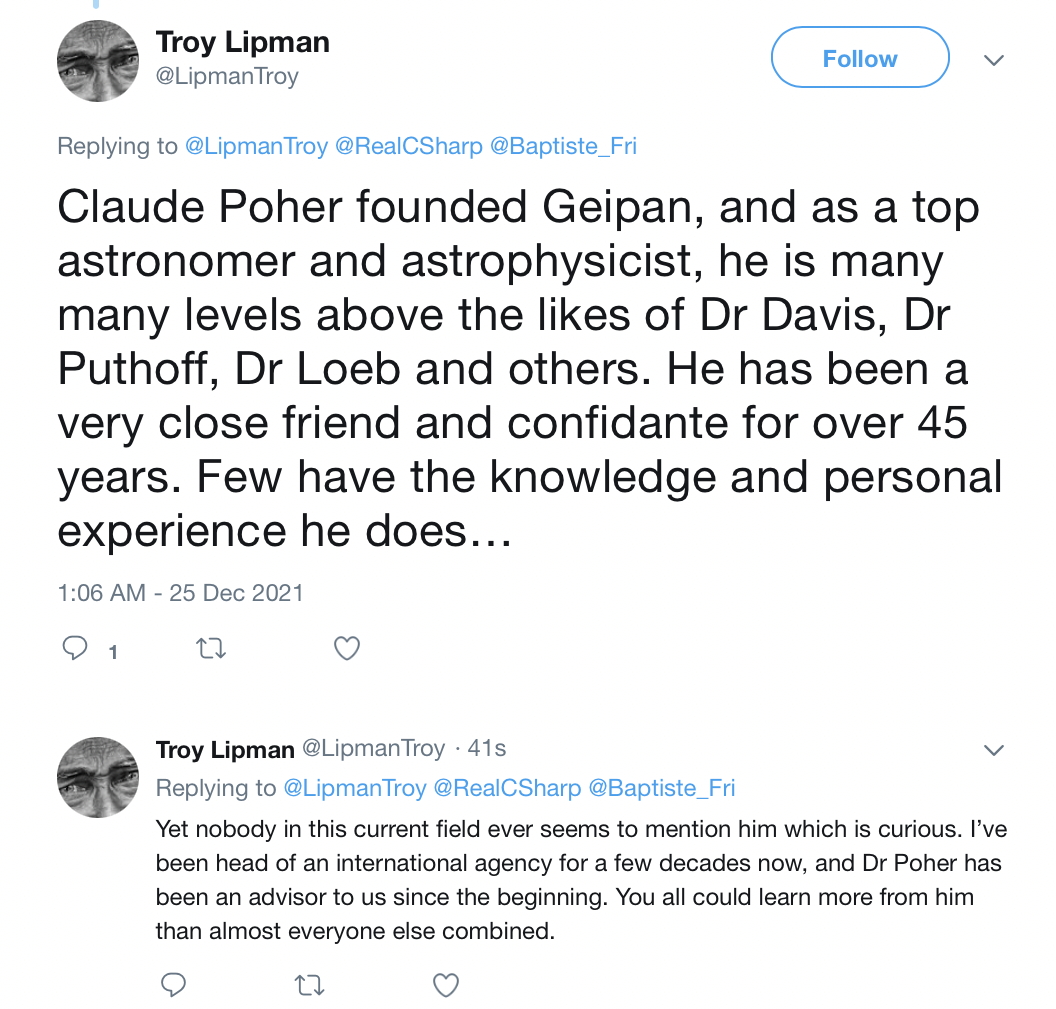 Troy Lipman
@LipmanTroy
Follow
Replying to @LipmanTroy @RealCSharp @Baptiste_Fri
Claude Poher founded Geipan, and as a top
astronomer and astrophysicist, he is many
many levels above the likes of Dr Davis, Dr
Puthoff, Dr Loeb and others. He has been a
very close friend and confidante for over 45
years. Few have the knowledge and personal
experience he does…
1:06 AM - 25 Dec 2021
1
Troy Lipman @LipmanTroy · 41s
Replying to @LipmanTroy @RealCSharp @Baptiste_Fri
Yet nobody in this current field ever seems to mention him which is curious. I’ve
been head of an international agency for a few decades now, and Dr Poher has
been an advisor to us since the beginning. You all could learn more from him
than almost everyone else combined.